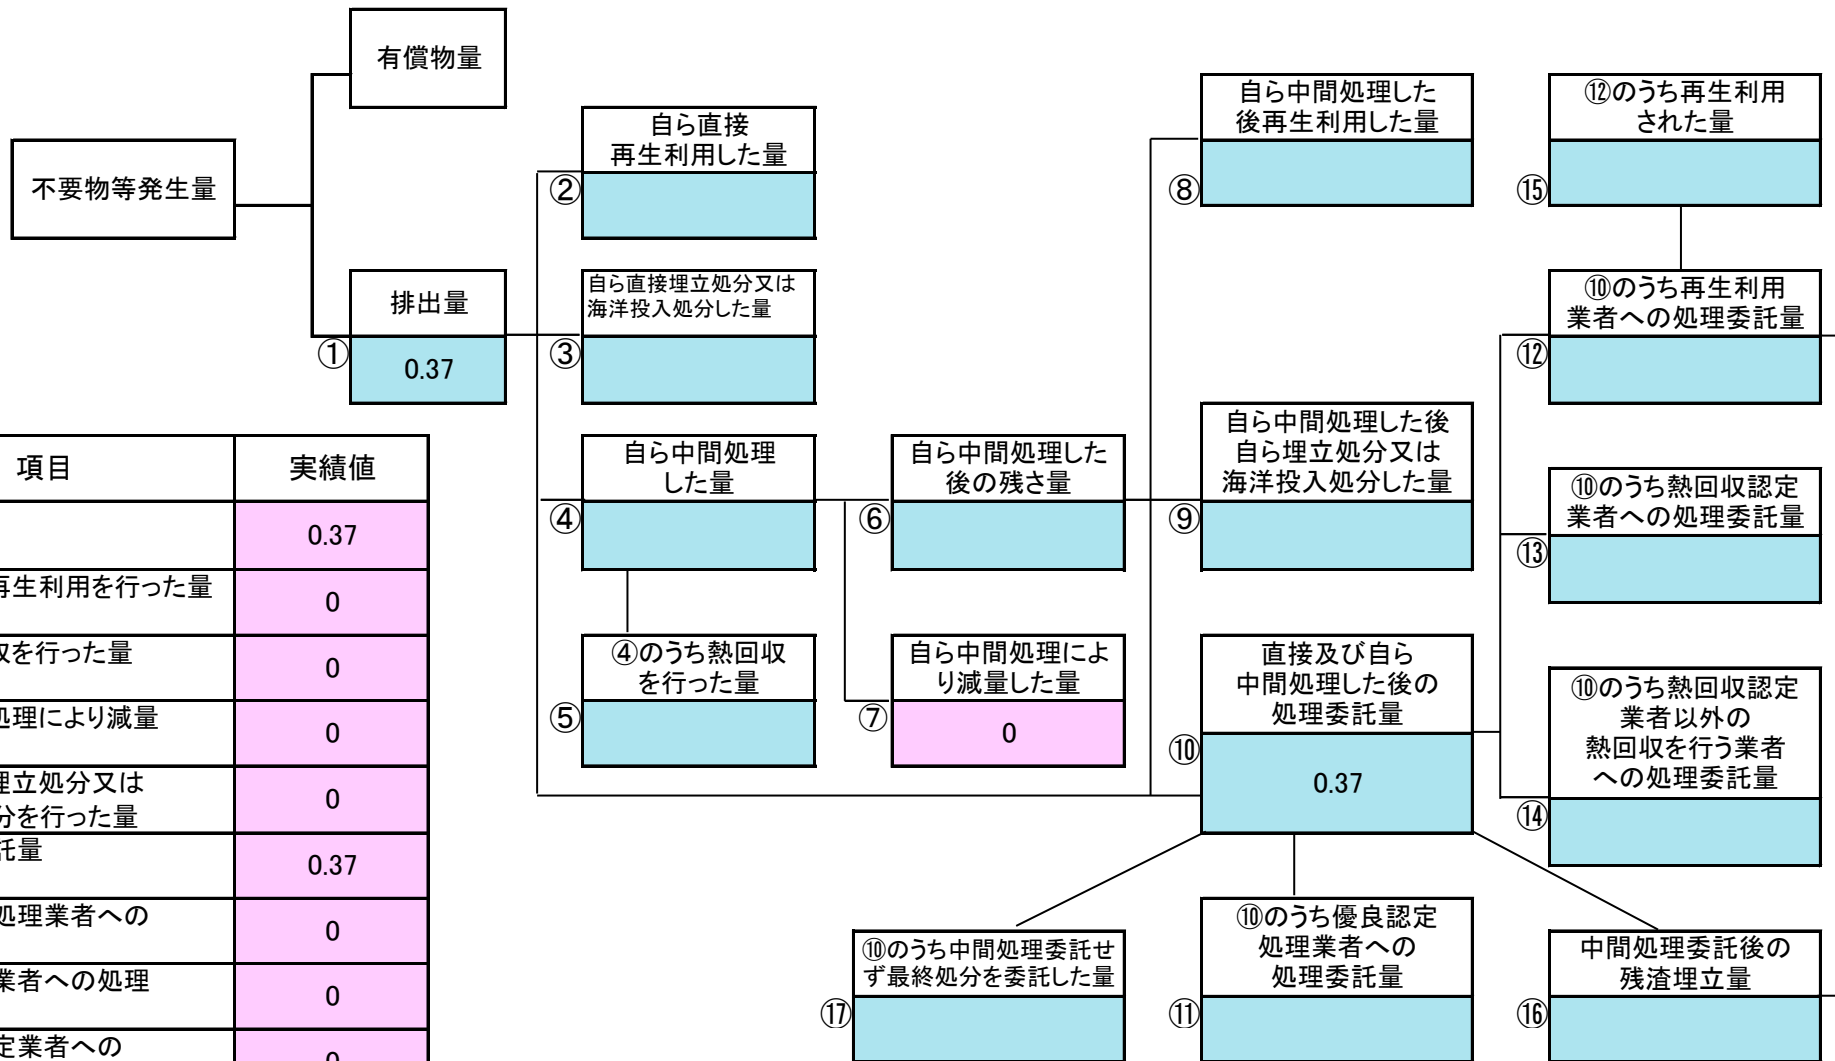 有償物量
不要物等発生量
排出量
①
0.37
自ら直接
再生利用した量
②
自ら直接埋立処分又は
海洋投入処分した量
③
自ら中間処理
した量
④
④のうち熱回収
を行った量
⑤
自ら中間処理した
後の残さ量
⑥
自ら中間処理によ
り減量した量
⑦
0
自ら中間処理した
後再生利用した量
⑧
自ら中間処理した後
自ら埋立処分又は
海洋投入処分した量
⑨
直接及び自ら
中間処理した後の
処理委託量
⑩
0.37
⑫のうち再生利用
された量
⑮
⑩のうち再生利用
業者への処理委託量
⑫
⑩のうち熱回収認定
業者への処理委託量
⑬
⑩のうち熱回収認定
業者以外の
熱回収を行う業者
への処理委託量
⑭
⑩のうち中間処理委託せ
ず最終処分を委託した量
⑰
⑩のうち優良認定
処理業者への
処理委託量
⑪
中間処理委託後の
残渣埋立量
⑯
項目 実績値
0.37
再生利用を行った量 0
を行った量 0
処理により減量 0
埋立処分又は
分を行った量 0
託量 0.37
処理業者への 0
業者への処理 0
定業者への 0